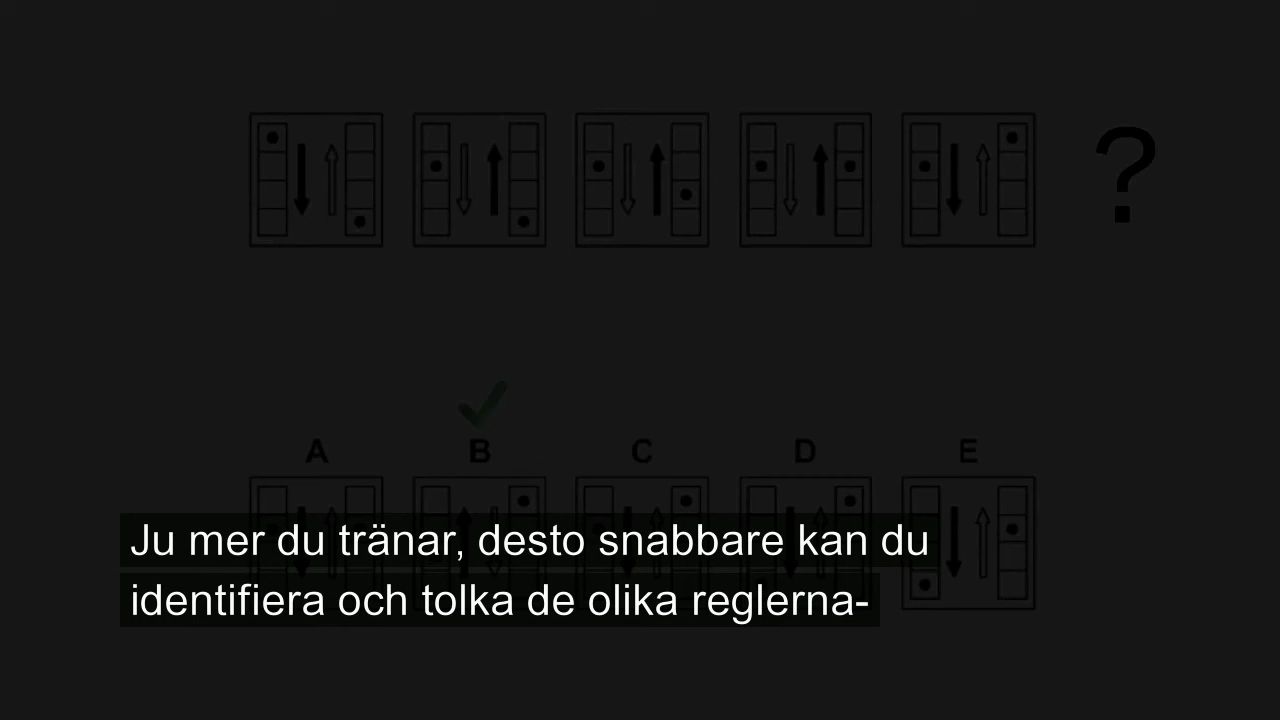 ?
A B C D E
Ju mer du tränar, desto snabbare kan du
identifiera och tolka de olika reglerna-